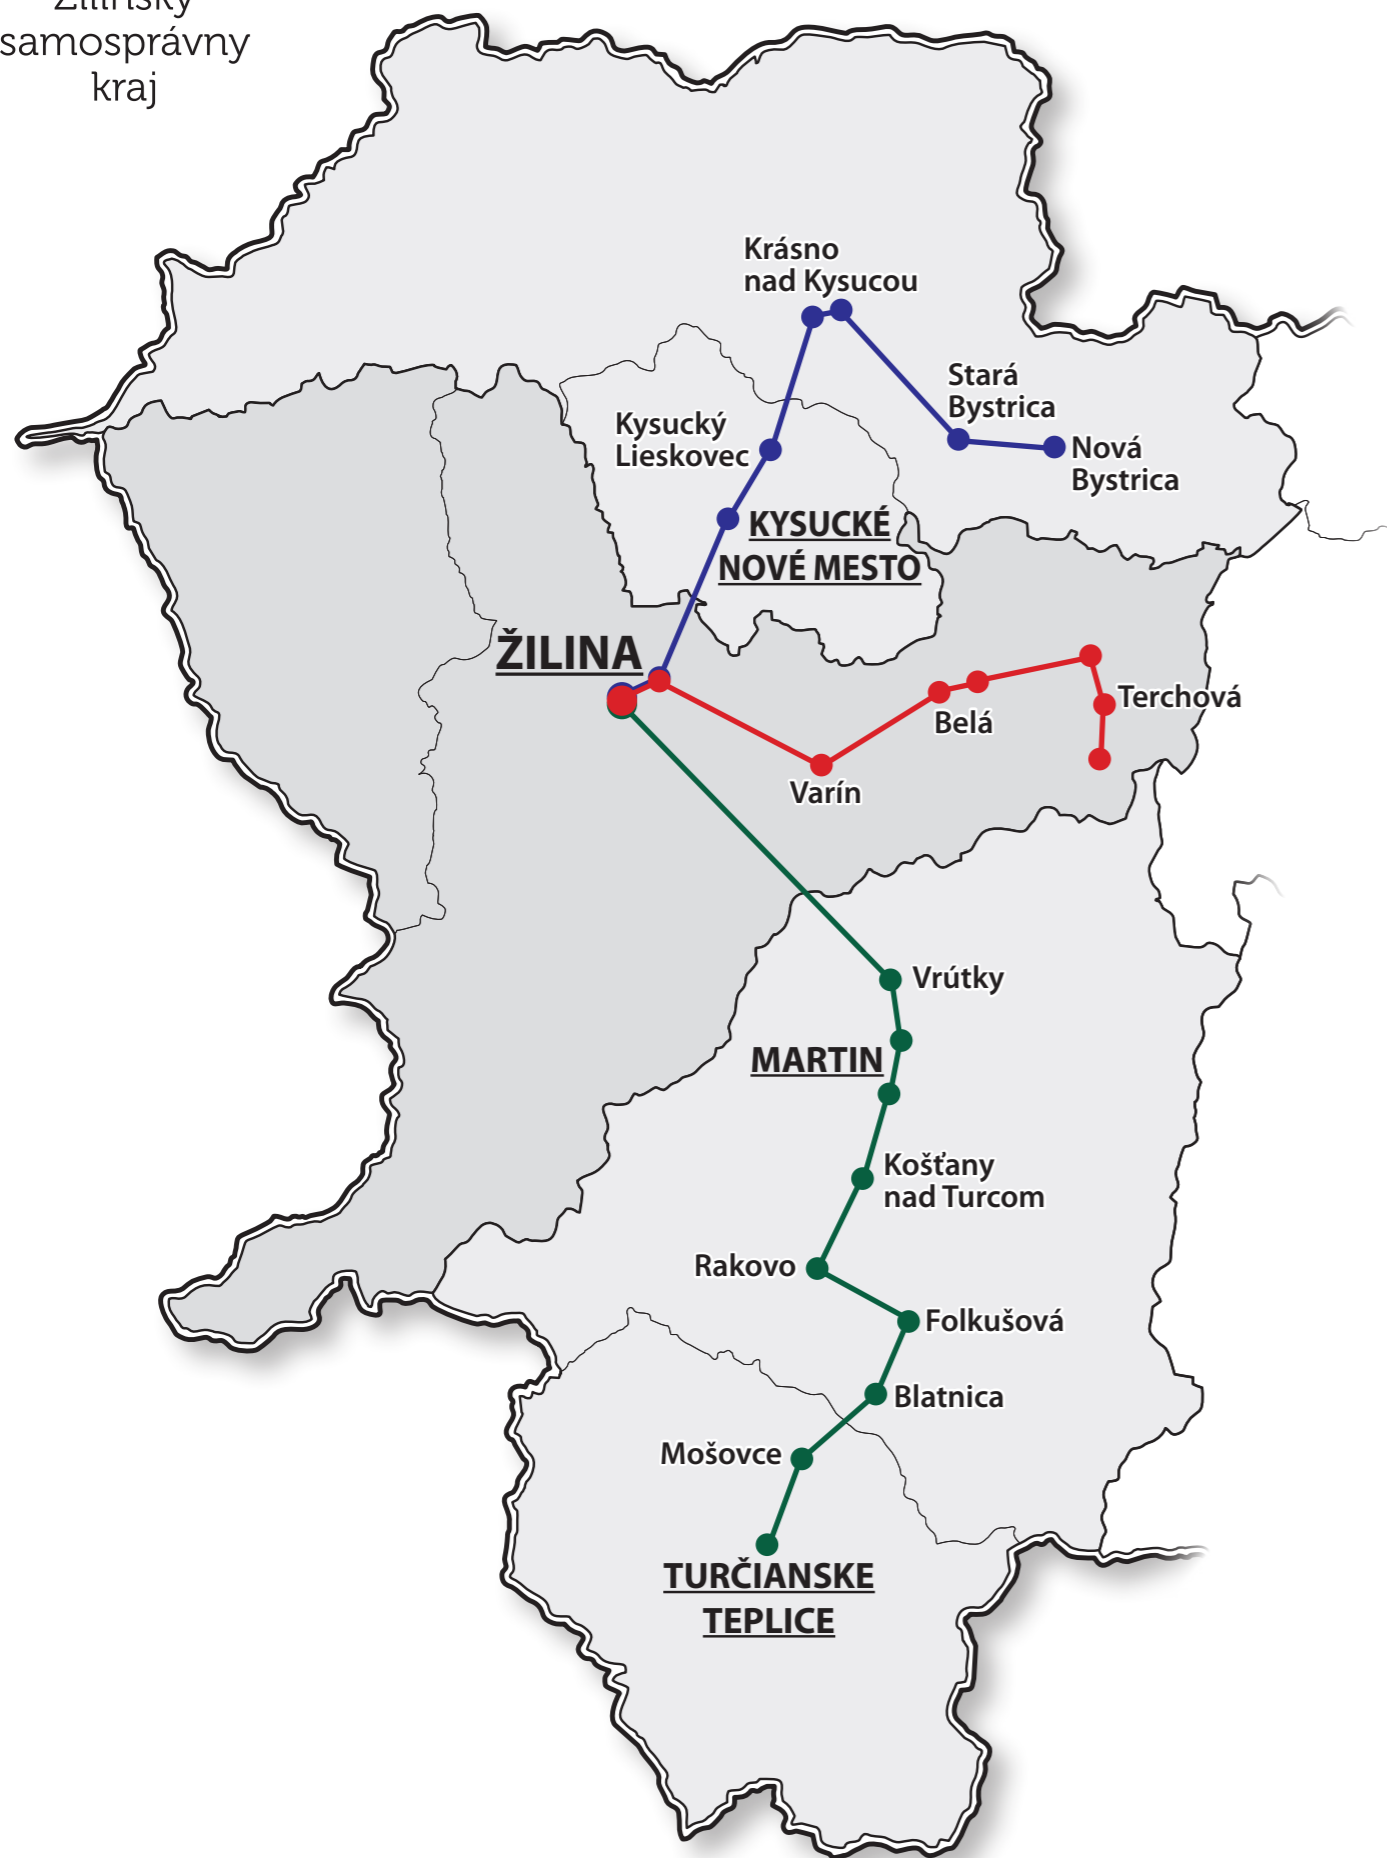 Žilinský
samosprávny
kraj
Krásno
nad Kysucou
Stará
Bystrica
Kysucký
Lieskovec
Nová
Bystrica
KYSUCKÉ
NOVÉ MESTO
ŽILINA
Terchová
Belá
Varín
Vrútky
MARTIN
Košťany
nad Turcom
Rakovo
Folkušová
Blatnica
Mošovce
TURČIANSKE
TEPLICE